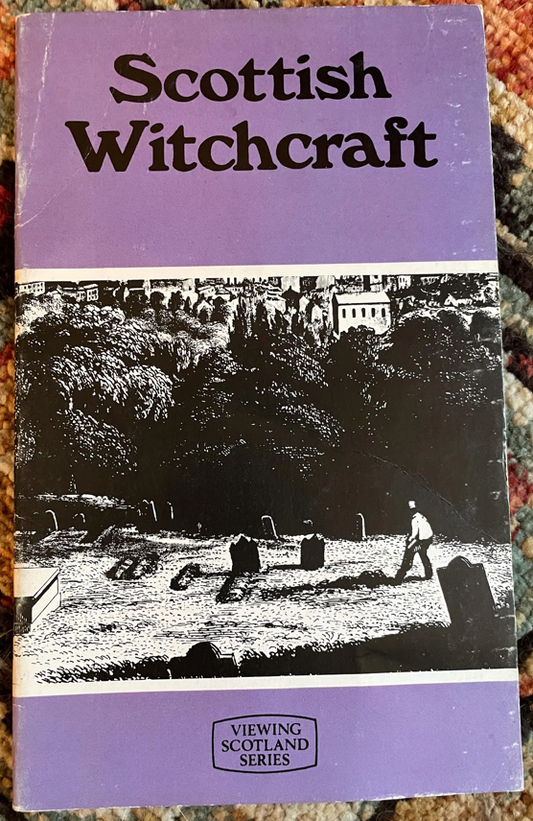 Scottish
Witchcraft
VIEWING
SCOTLAND
SERIES